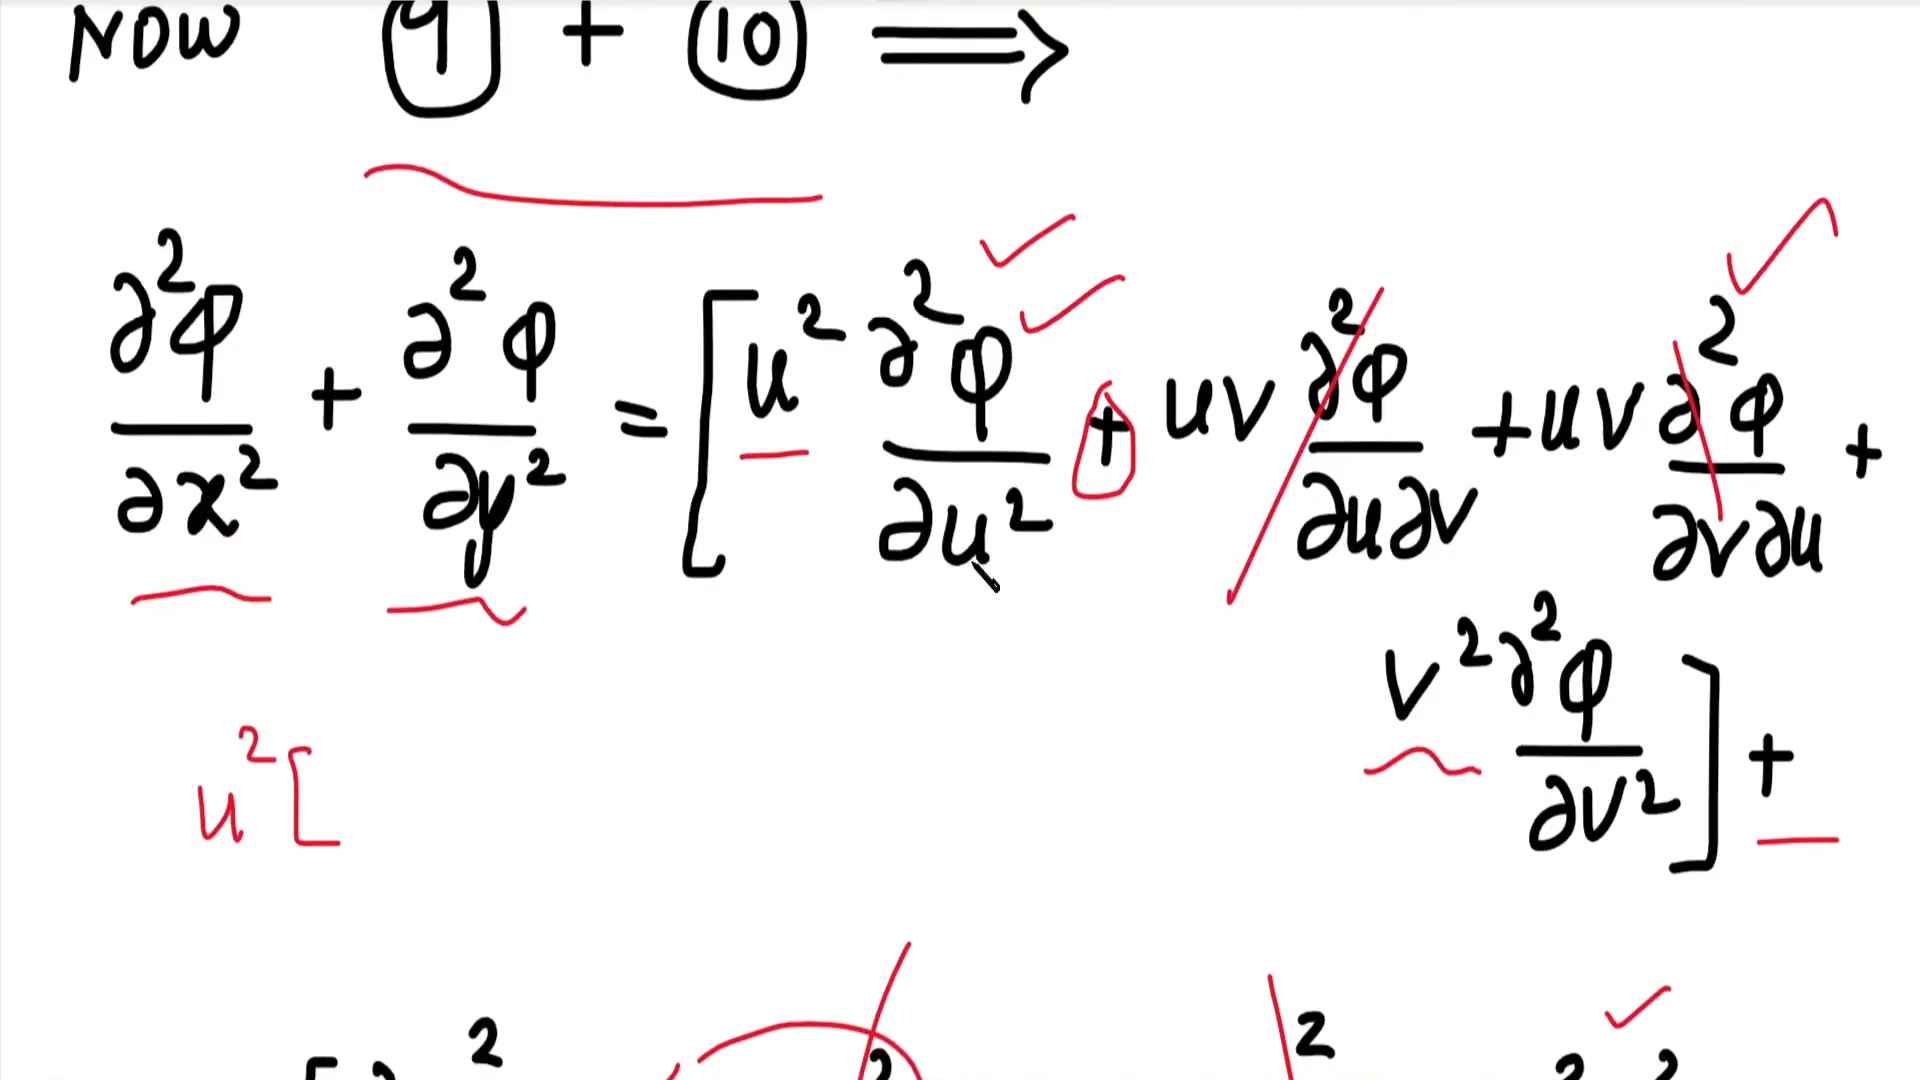 NOW (9) + (10) ⟹
∂²φ/∂x² + ∂²φ/∂y² = [u² ∂²φ/∂u² + uv ∂²φ/∂u∂v + uv ∂²φ/∂v∂u +
v² ∂²φ/∂v²] +
u² [